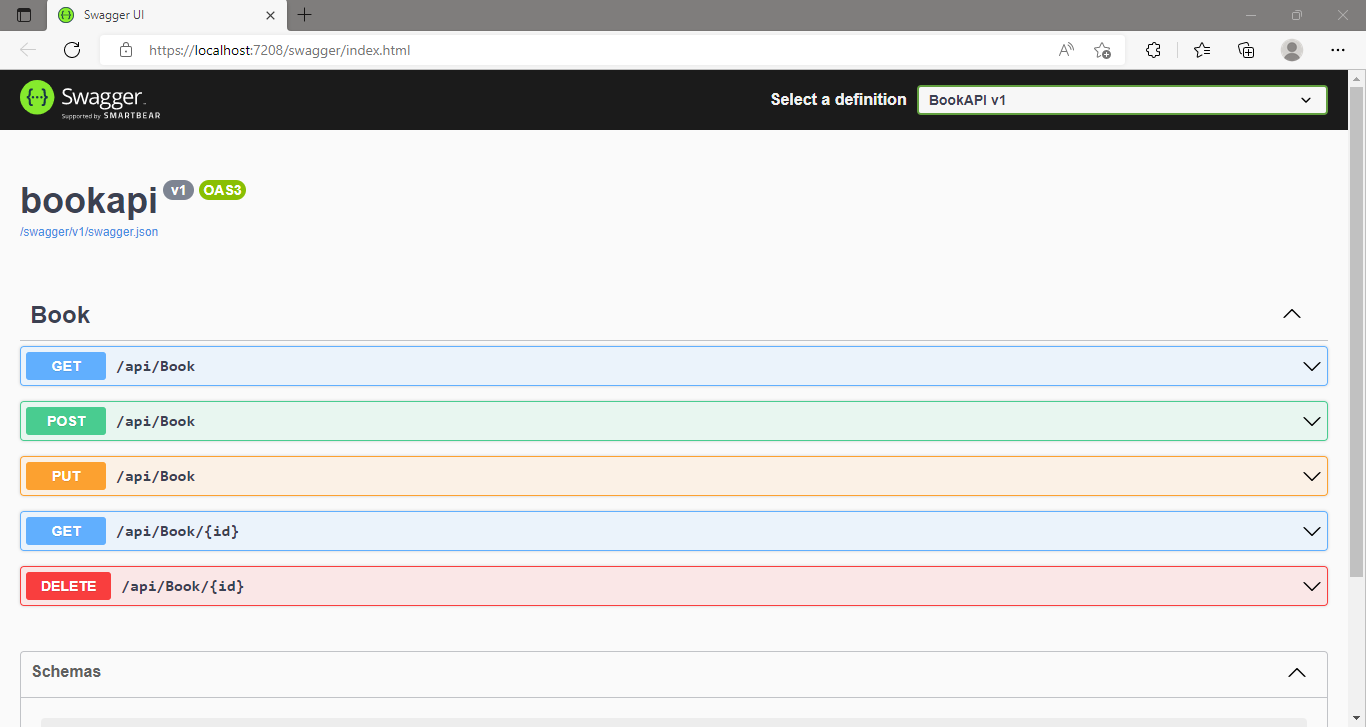 Swagger UI
https://localhost:7208/swagger/index.html
Swagger
Supported by SMARTBEAR
Select a definition
BookAPI v1
bookapi v1 OAS3
/swagger/v1/swagger.json
Book
GET /api/Book
POST /api/Book
PUT /api/Book
GET /api/Book/{id}
DELETE /api/Book/{id}
Schemas